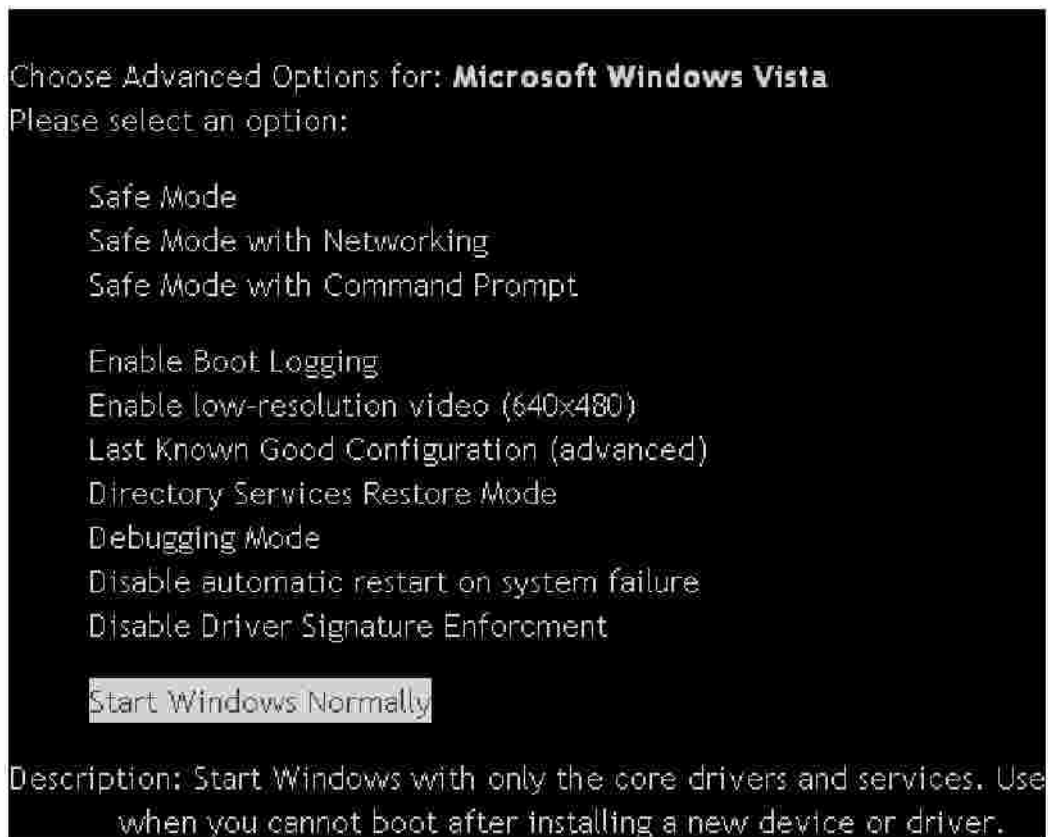 Choose Advanced Options for: Microsoft Windows Vista
Please select an option:
Safe Mode
Safe Mode with Networking
Safe Mode with Command Prompt
Enable Boot Logging
Enable low-resolution video (640x480)
Last Known Good Configuration (advanced)
Directory Services Restore Mode
Debugging Mode
Disable automatic restart on system failure
Disable Driver Signature Enforcment
Start Windows Normally
Description: Start Windows with only the core drivers and services. Use
when you cannot boot after installing a new device or driver.